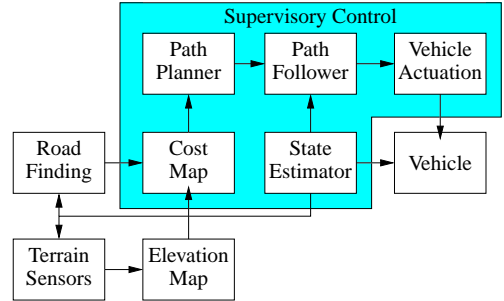 Supervisory Control
Path
Planner
Path
Follower
Vehicle
Actuation
Road
Finding
Cost
Map
State
Estimator
Vehicle
Terrain
Sensors
Elevation
Map